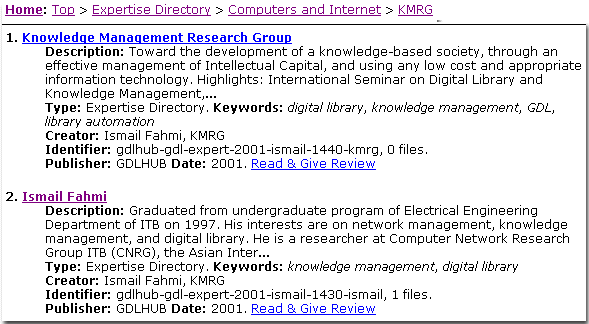 Home: Top > Expertise Directory > Computers and Internet > KMRG
1. Knowledge Management Research Group
Description: Toward the development of a knowledge-based society, through an
effective management of Intellectual Capital, and using any low cost and appropriate
information technology. Highlights: International Seminar on Digital Library and
Knowledge Management,...
Type: Expertise Directory. Keywords: digital library, knowledge management, GDL,
library automation
Creator: Ismail Fahmi, KMRG
Identifier: gdlhub-gdl-expert-2001-ismail-1440-kmrg, 0 files.
Publisher: GDLHUB Date: 2001. Read & Give Review
2. Ismail Fahmi
Description: Graduated from undergraduate program of Electrical Engineering
Department of ITB on 1997. His interests are on network management, knowledge
management, and digital library. He is a researcher at Computer Network Research
Group ITB (CNRG), the Asian Inter...
Type: Expertise Directory. Keywords: knowledge management, digital library
Creator: Ismail Fahmi, KMRG
Identifier: gdlhub-gdl-expert-2001-ismail-1430-ismail, 1 files.
Publisher: GDLHUB Date: 2001. Read & Give Review